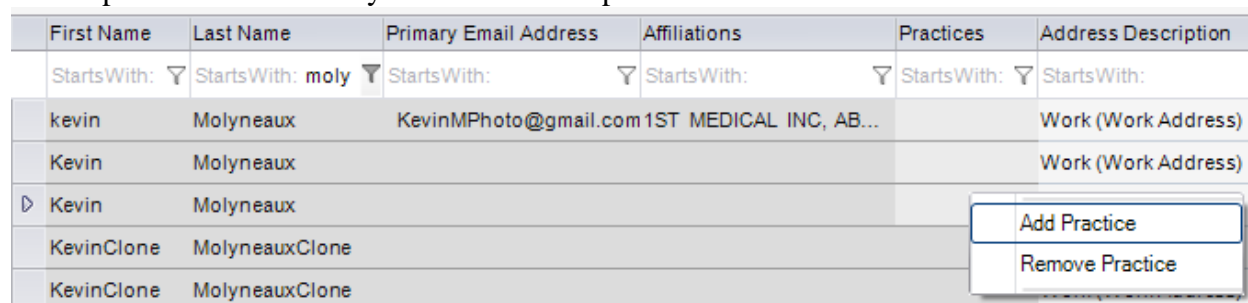 First Name Last Name Primary Email Address Affiliations Practices Address Description
StartsWith: StartsWith: moly StartsWith: StartsWith: StartsWith: StartsWith:
kevin Molyneaux KevinMPhoto@gmail.com 1ST MEDICAL INC, AB... Work (Work Address)
Kevin Molyneaux Work (Work Address)
Kevin Molyneaux
Add Practice
KevinClone MolyneauxClone
Remove Practice
KevinClone MolyneauxClone